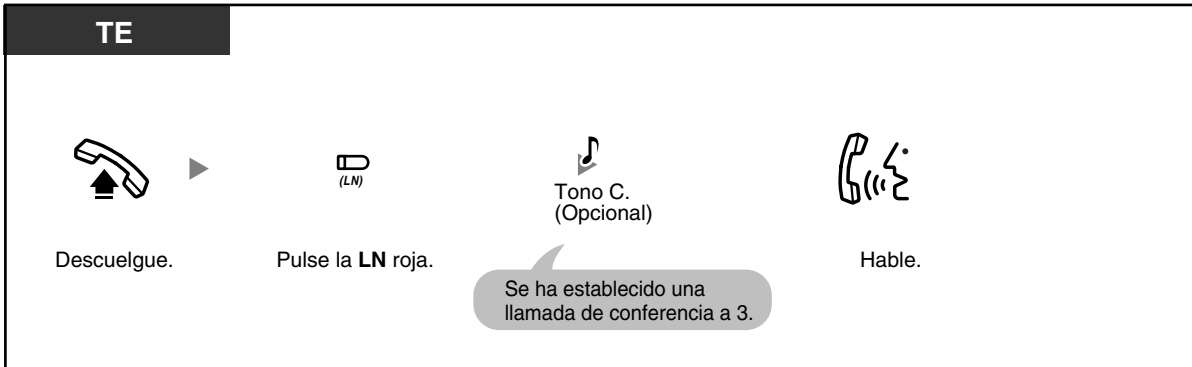 TE
(LN)
Tono C.
(Opcional)
Descuelgue.
Pulse la LN roja.
Hable.
Se ha establecido una
llamada de conferencia a 3.